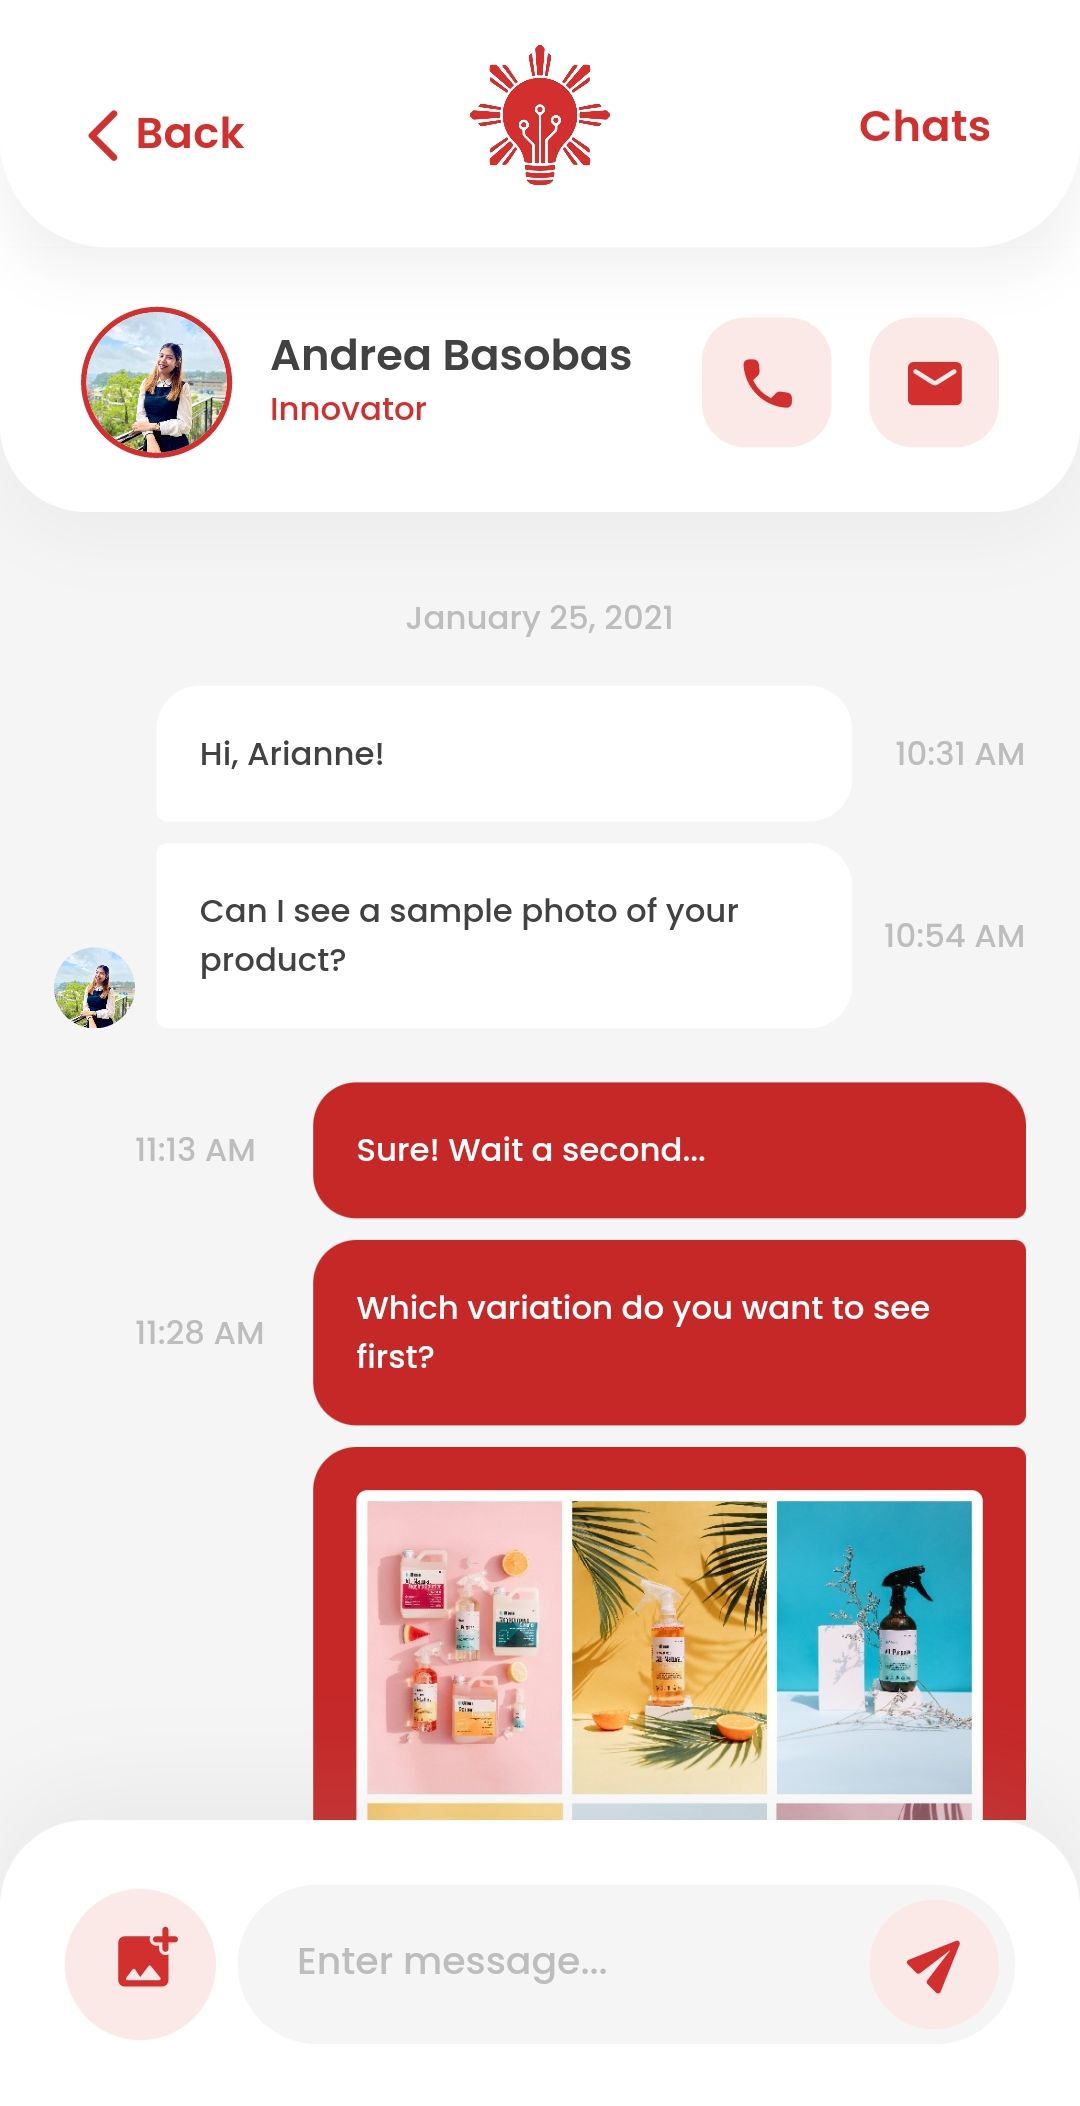 Back
Chats
Andrea Basobas
Innovator
January 25, 2021
Hi, Arianne!
10:31 AM
Can I see a sample photo of your
product?
10:54 AM
11:13 AM
Sure! Wait a second...
Which variation do you want to see
first?
11:28 AM
Enter message...